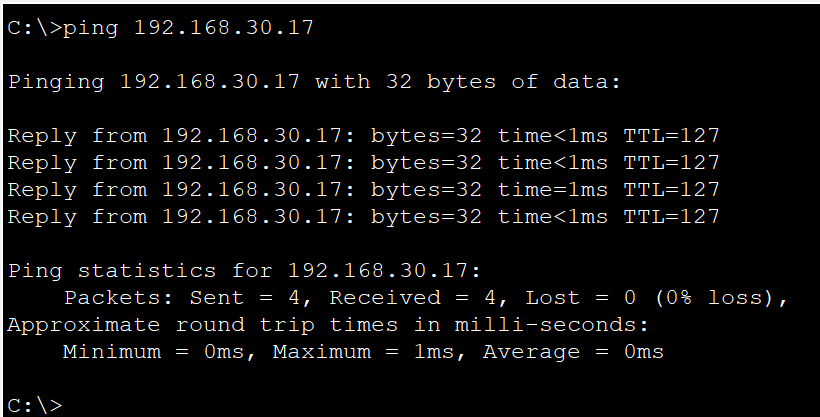 C:\>ping 192.168.30.17
Pinging 192.168.30.17 with 32 bytes of data:
Reply from 192.168.30.17: bytes=32 time<1ms TTL=127
Reply from 192.168.30.17: bytes=32 time<1ms TTL=127
Reply from 192.168.30.17: bytes=32 time=1ms TTL=127
Reply from 192.168.30.17: bytes=32 time<1ms TTL=127
Ping statistics for 192.168.30.17:
    Packets: Sent = 4, Received = 4, Lost = 0 (0% loss),
Approximate round trip times in milli-seconds:
    Minimum = 0ms, Maximum = 1ms, Average = 0ms
C:\>